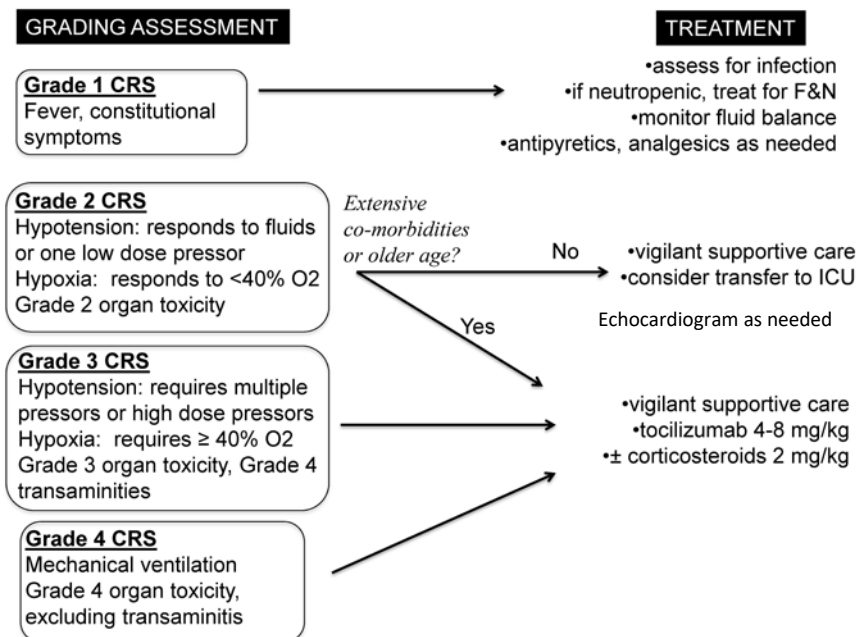 GRADING ASSESSMENT
TREATMENT
Grade 1 CRS
Fever, constitutional
symptoms
•assess for infection
•if neutropenic, treat for F&N
•monitor fluid balance
•antipyretics, analgesics as needed
Grade 2 CRS
Hypotension: responds to fluids
or one low dose pressor
Hypoxia: responds to <40% O2
Grade 2 organ toxicity
Extensive
co-morbidities
or older age?
No
•vigilant supportive care
•consider transfer to ICU
Echocardiogram as needed
Yes
Grade 3 CRS
Hypotension: requires multiple
pressors or high dose pressors
Hypoxia: requires ≥ 40% O2
Grade 3 organ toxicity, Grade 4
transaminities
•vigilant supportive care
•tocilizumab 4-8 mg/kg
•± corticosteroids 2 mg/kg
Grade 4 CRS
Mechanical ventilation
Grade 4 organ toxicity,
excluding transaminitis